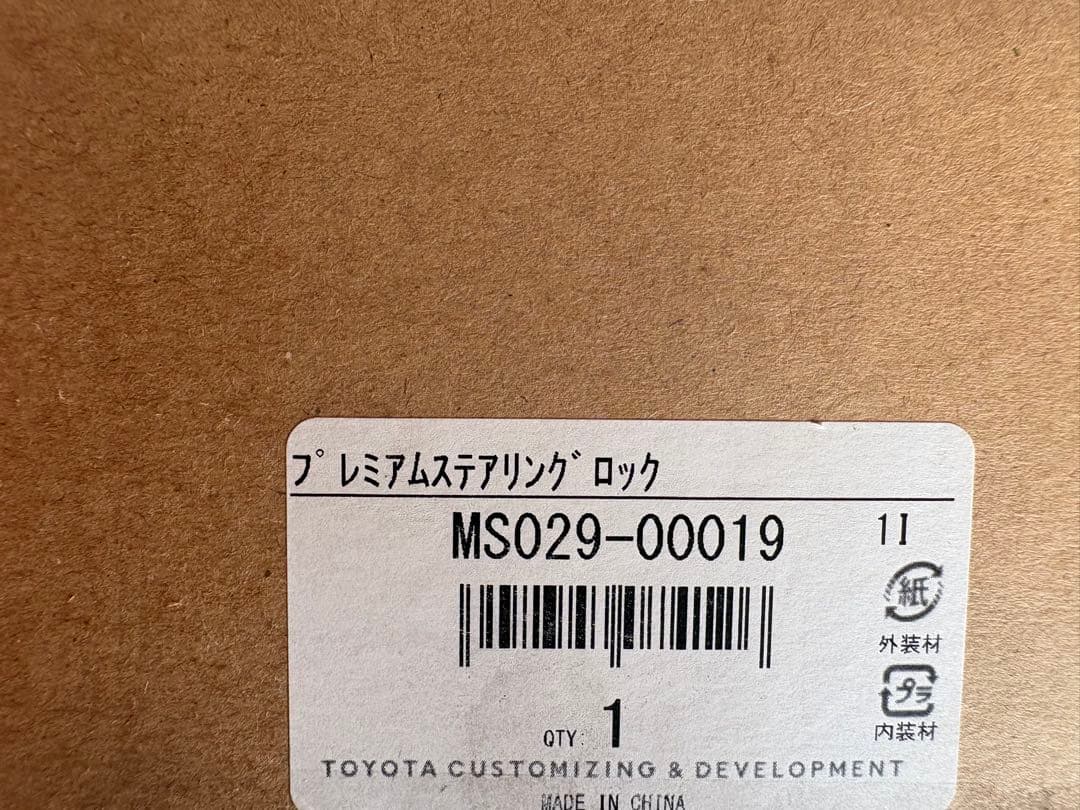 プレミアムステアリングロック
MS029-00019
1I
紙
外装材
プラ
内装材
QTY: 1
TOYOTA CUSTOMIZING & DEVELOPMENT
MADE IN CHINA